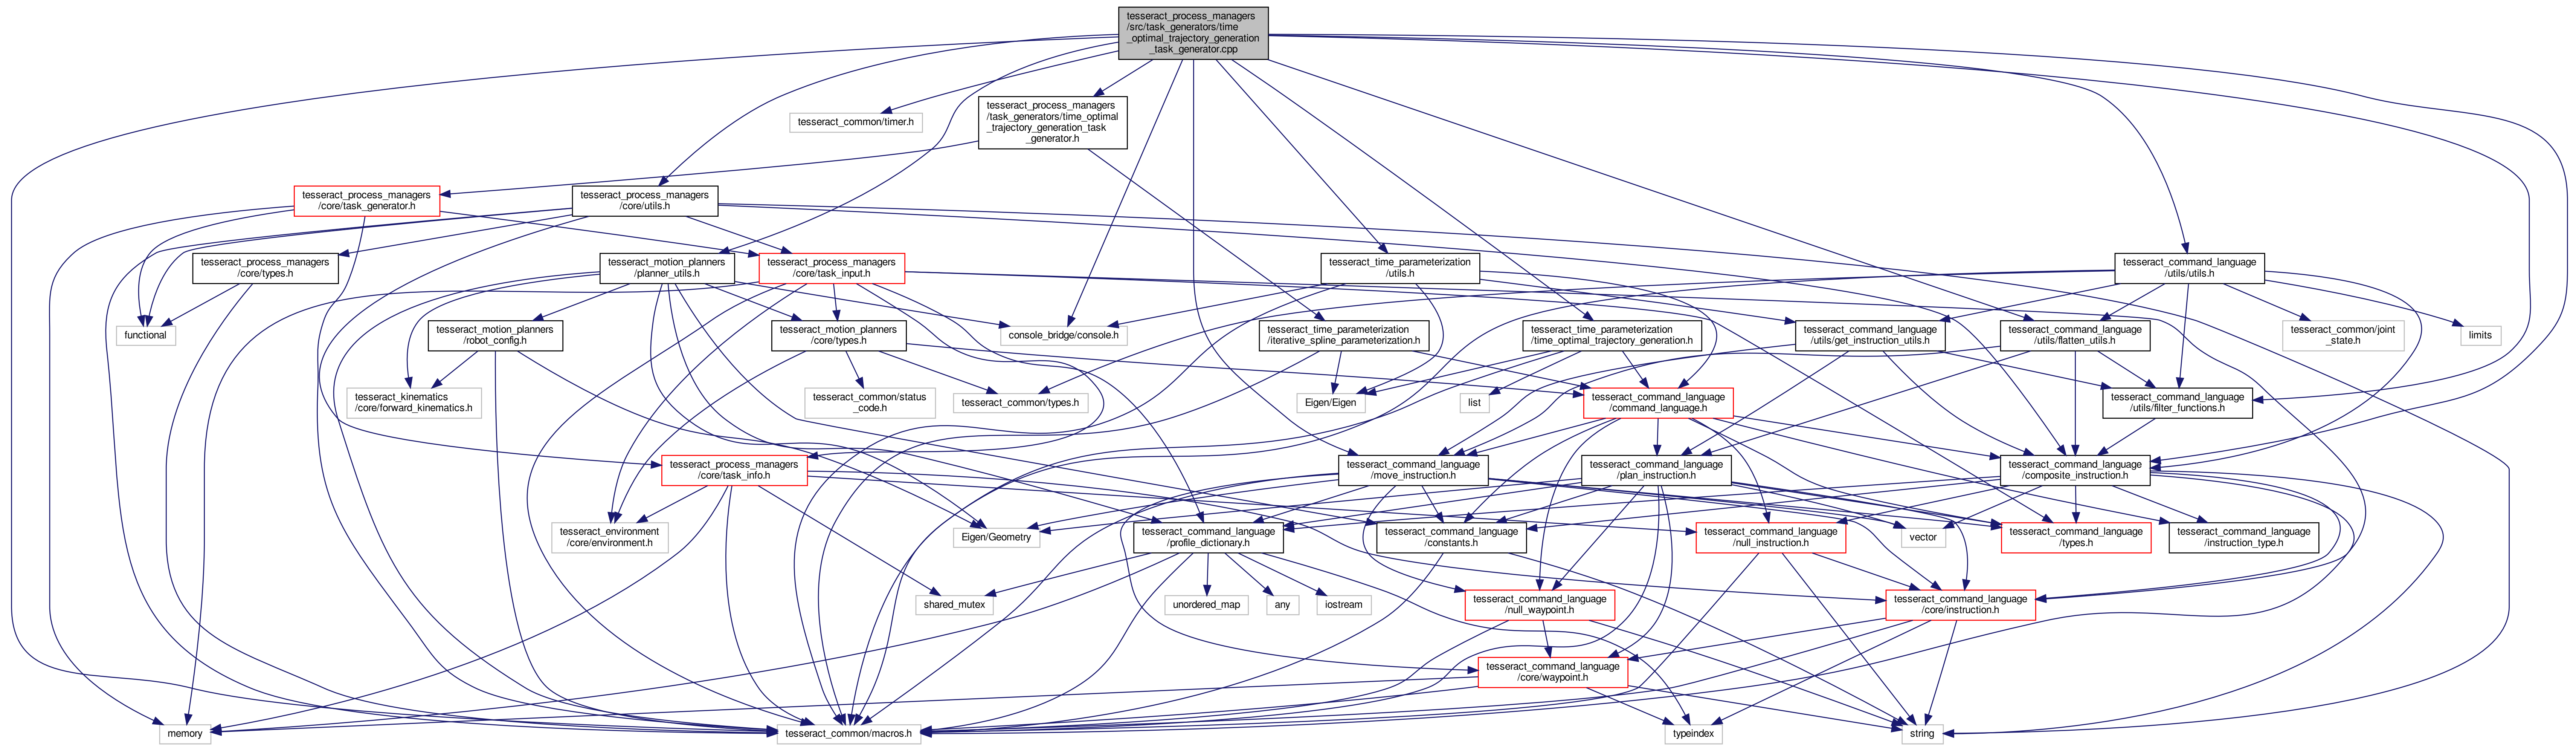 tesseract_process_managers
/src/task_generators/time
_optimal_trajectory_generation
_task_generator.cpp
tesseract_common/timer.h
tesseract_process_managers
/task_generators/time_optimal
_trajectory_generation_task
_generator.h
tesseract_process_managers
/core/task_generator.h
tesseract_process_managers
/core/utils.h
tesseract_process_managers
/core/types.h
tesseract_motion_planners
/planner_utils.h
tesseract_process_managers
/core/task_input.h
tesseract_time_parameterization
/utils.h
tesseract_command_language
/utils/utils.h
functional
tesseract_motion_planners
/robot_config.h
tesseract_motion_planners
/core/types.h
console_bridge/console.h
tesseract_time_parameterization
/iterative_spline_parameterization.h
tesseract_time_parameterization
/time_optimal_trajectory_generation.h
tesseract_command_language
/utils/get_instruction_utils.h
tesseract_command_language
/utils/flatten_utils.h
tesseract_common/joint
_state.h
limits
tesseract_kinematics
/core/forward_kinematics.h
tesseract_common/status
_code.h
tesseract_common/types.h
Eigen/Eigen
list
tesseract_command_language
/command_language.h
tesseract_command_language
/utils/filter_functions.h
tesseract_process_managers
/core/task_info.h
tesseract_command_language
/move_instruction.h
tesseract_command_language
/plan_instruction.h
tesseract_command_language
/composite_instruction.h
tesseract_environment
/core/environment.h
Eigen/Geometry
tesseract_command_language
/profile_dictionary.h
tesseract_command_language
/constants.h
tesseract_command_language
/null_instruction.h
vector
tesseract_command_language
/types.h
tesseract_command_language
/instruction_type.h
shared_mutex
unordered_map
any
iostream
tesseract_command_language
/null_waypoint.h
tesseract_command_language
/core/instruction.h
tesseract_command_language
/core/waypoint.h
memory
tesseract_common/macros.h
typeindex
string